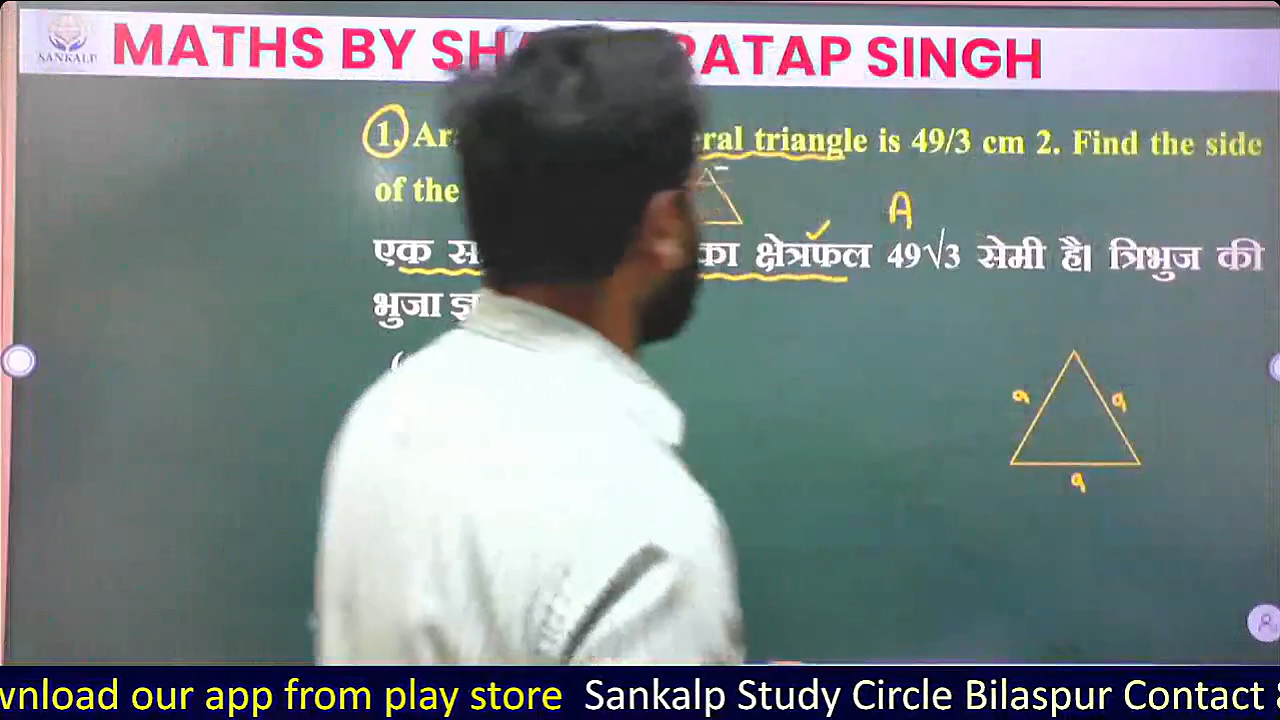 SANKALP
MATHS BY SH RATAP SINGH
1. Ar eral triangle is 49/3 cm 2. Find the side
of the
A
एक स का क्षेत्रफल 49√3 सेमी है। त्रिभुज की
भुजा ज्ञ
a a
a
wnload our app from play store Sankalp Study Circle Bilaspur Contact